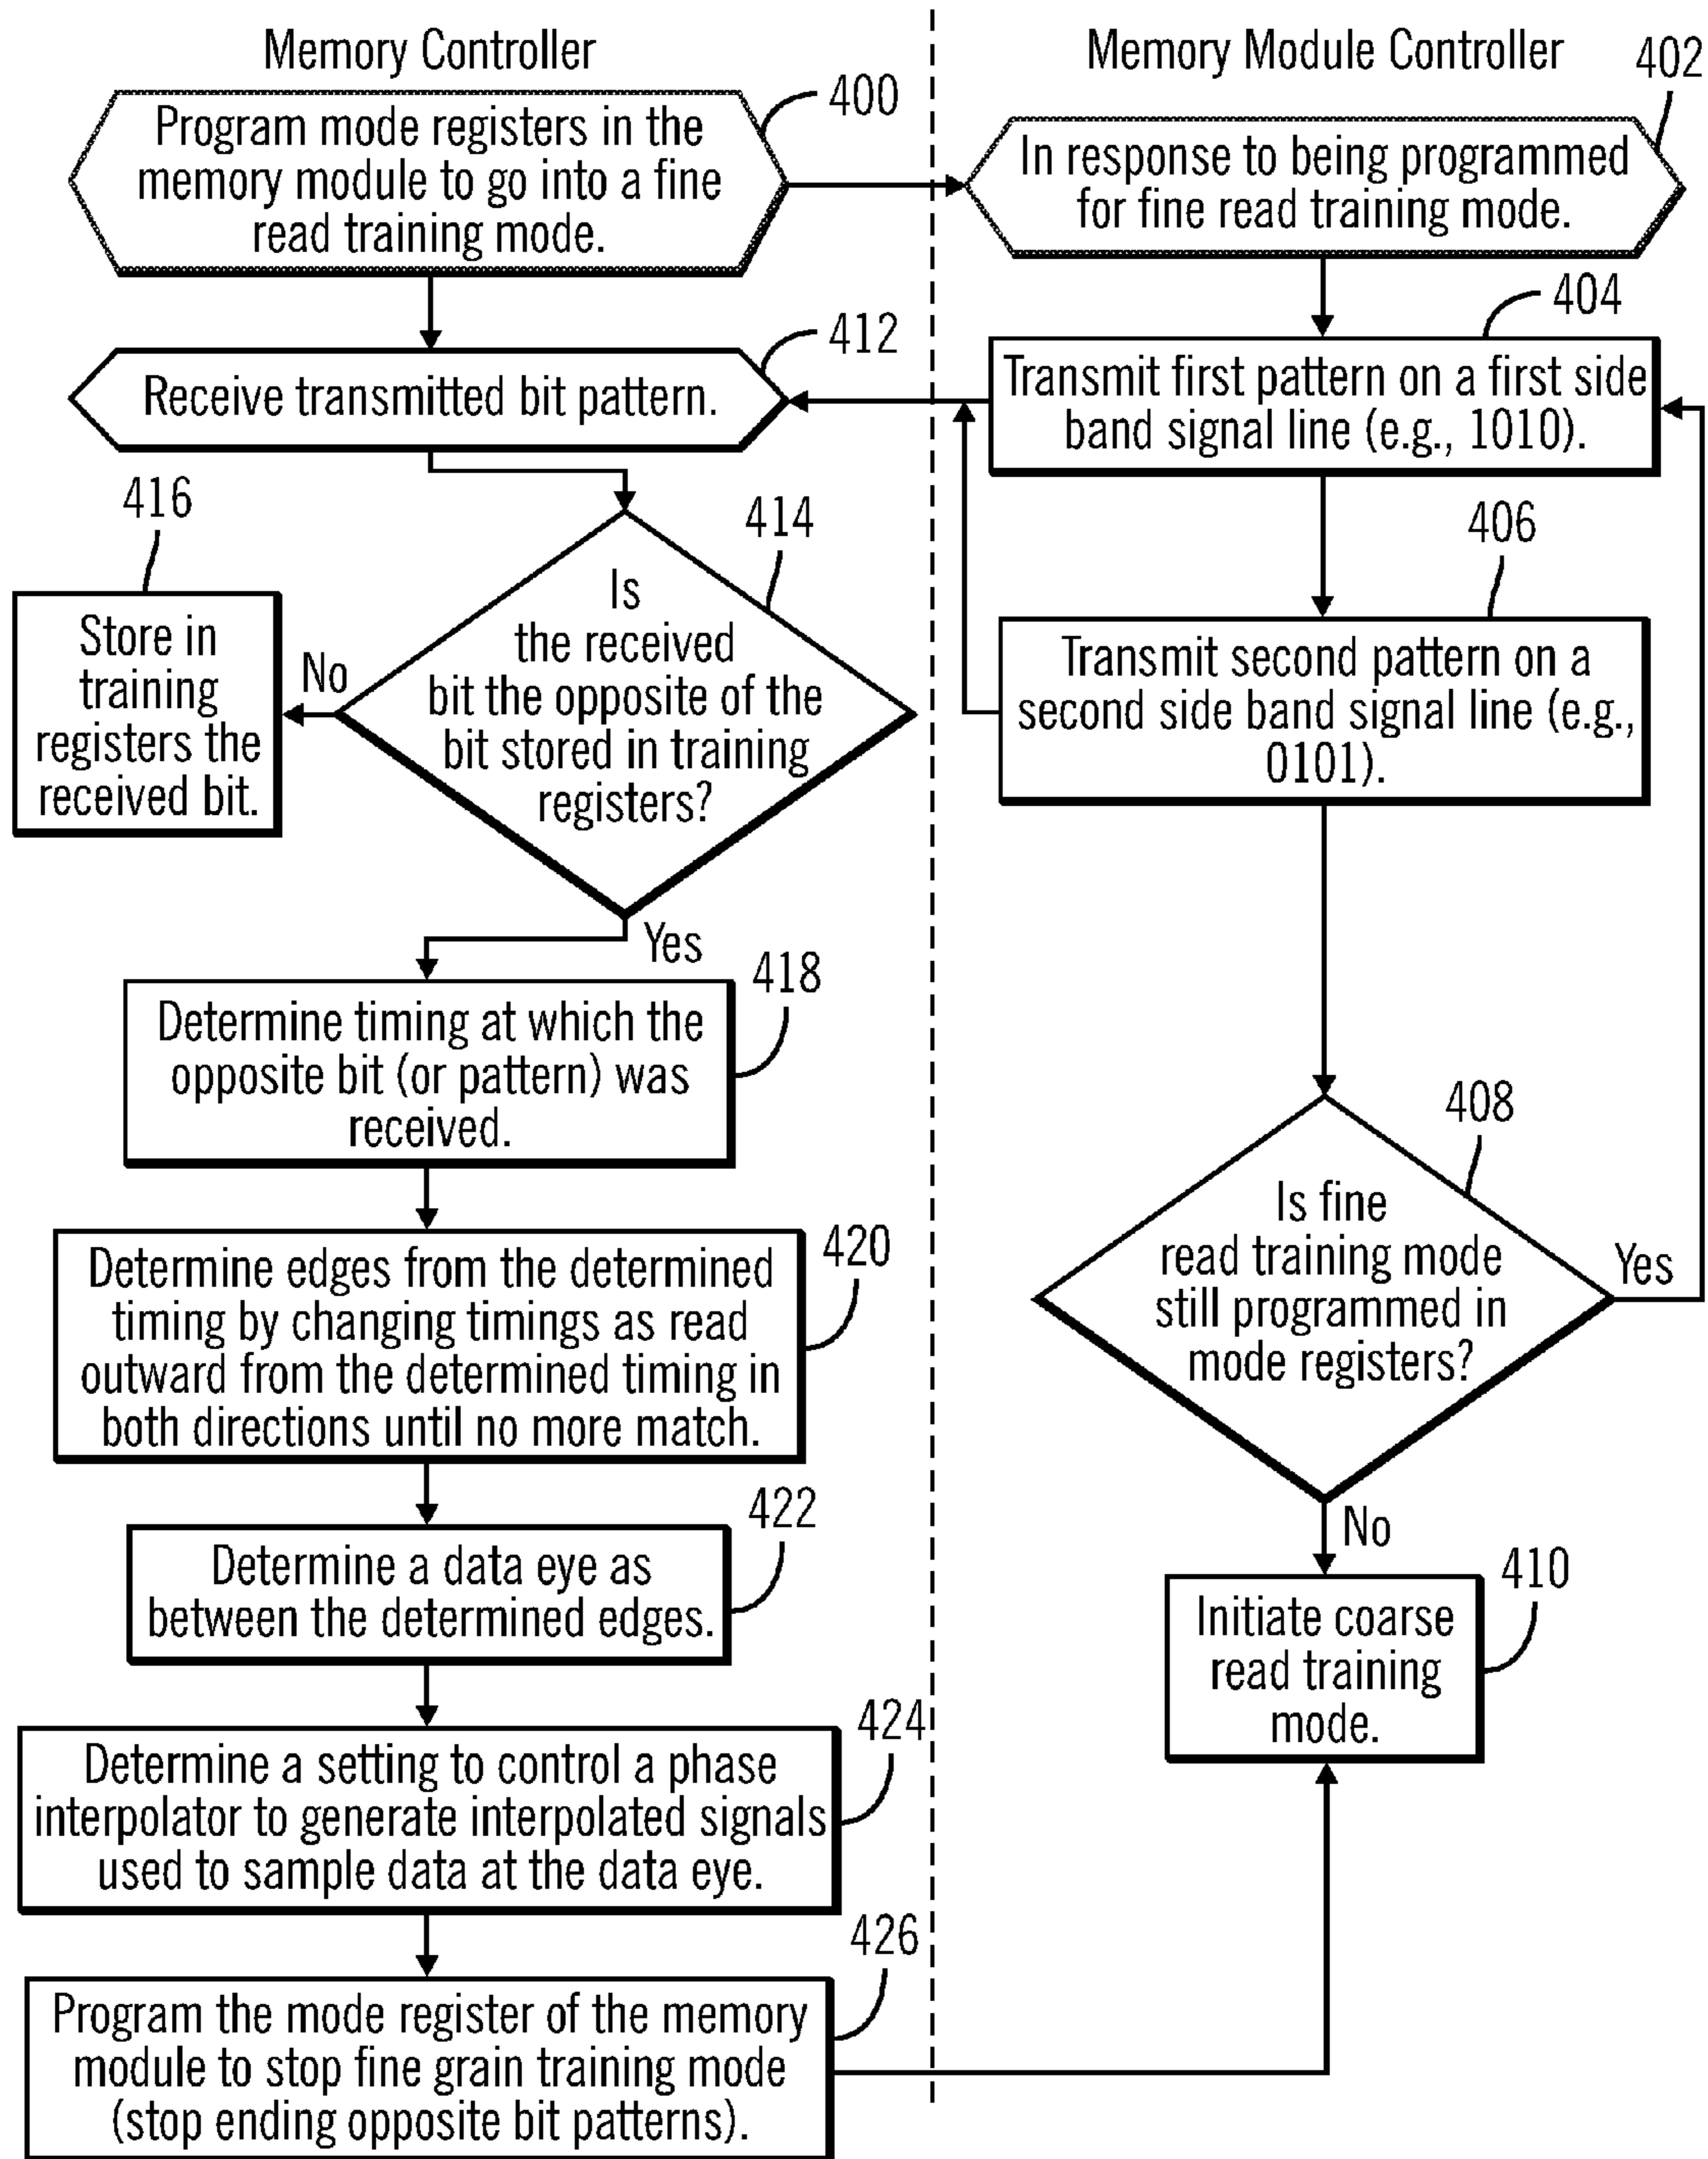 Memory Controller
400
Program mode registers in the
memory module to go into a fine
read training mode.
412
Receive transmitted bit pattern.
416
Store in
training
registers the
received bit.
No
414
Is
the received
bit the opposite of the
bit stored in training
registers?
Yes
418
Determine timing at which the
opposite bit (or pattern) was
received.
420
Determine edges from the determined
timing by changing timings as read
outward from the determined timing in
both directions until no more match.
422
Determine a data eye as
between the determined edges.
424
Determine a setting to control a phase
interpolator to generate interpolated signals
used to sample data at the data eye.
426
Program the mode register of the memory
module to stop fine grain training mode
(stop ending opposite bit patterns).
Memory Module Controller
402
In response to being programmed
for fine read training mode.
404
Transmit first pattern on a first side
band signal line (e.g., 1010).
406
Transmit second pattern on a
second side band signal line (e.g.,
0101).
408
Is fine
read training mode
still programmed in
mode registers?
Yes
No
410
Initiate coarse
read training
mode.